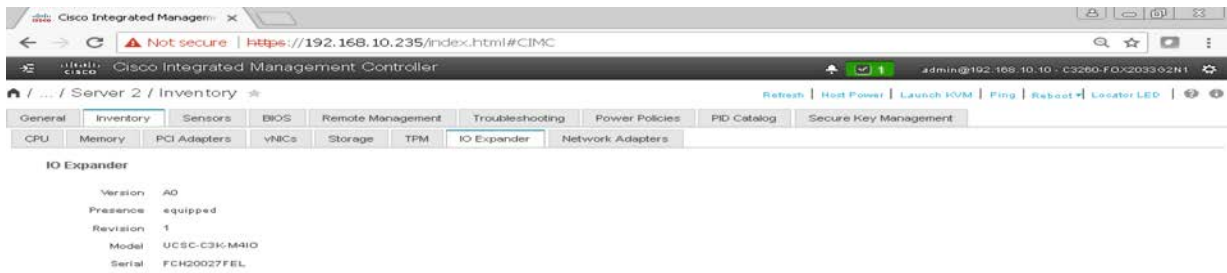 Cisco Integrated Managem
Not secure | https://192.168.10.235/index.html#CIMC
CISCO Cisco Integrated Management Controller 1 admin@192.168.10.10 - C3260-FOX2033G2N1
/ ... / Server 2 / Inventory Refresh | Host Power | Launch KVM | Ping | Reboot | Locator LED
General Inventory Sensors BIOS Remote Management Troubleshooting Power Policies PID Catalog Secure Key Management
CPU Memory PCI Adapters vNICs Storage TPM IO Expander Network Adapters
IO Expander
Version A0
Presence equipped
Revision 1
Model UCSC-C3K-M4IO
Serial FCH20027FEL